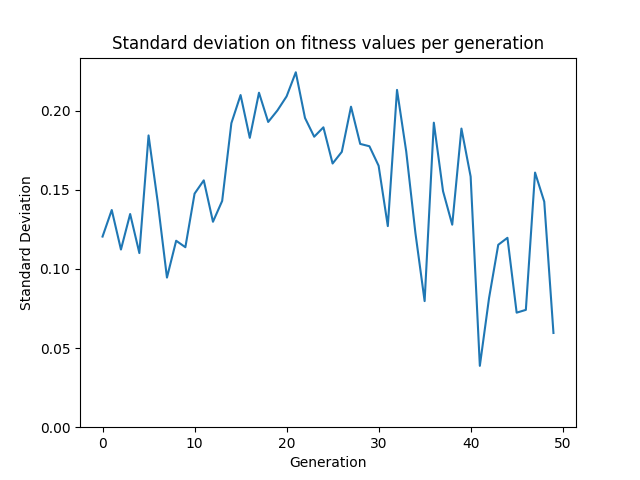 Standard deviation on fitness values per generation
0.20
0.15
0.10
0.05
0.00
Standard Deviation
0 10 20 30 40 50
Generation